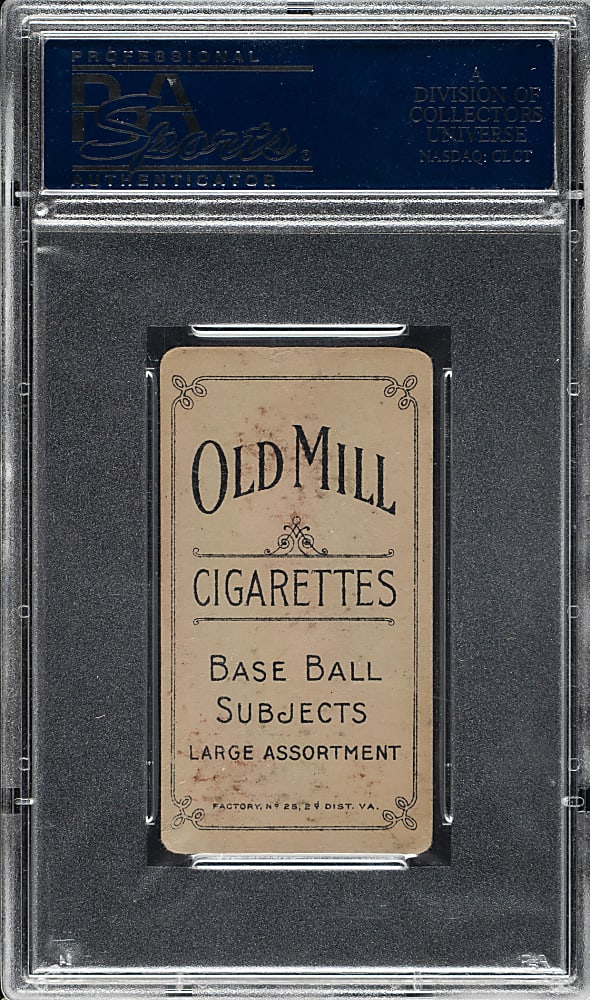 PROFESSIONAL
PSA
Sports
AUTHENTICATOR
A
DIVISION OF
COLLECTORS
UNIVERSE
NASDAQ: CLCT
OLD MILL
CIGARETTES
BASE BALL
SUBJECTS
LARGE ASSORTMENT
FACTORY, Nº 25, 2ᵈ DIST. VA.